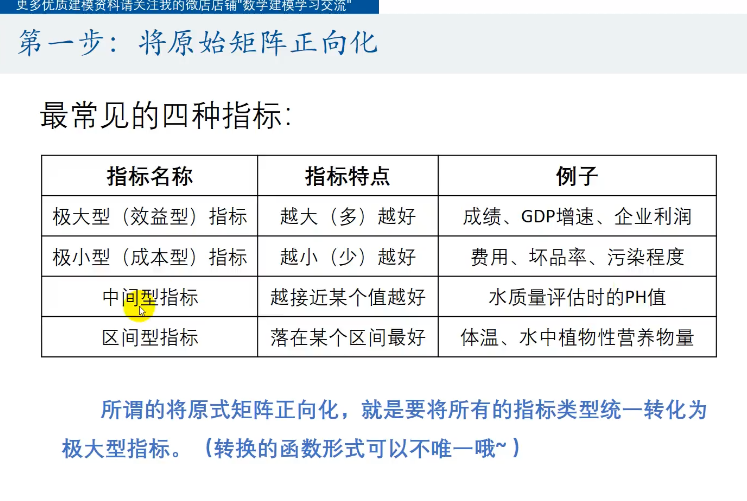 更多优质建模资料请关注我的微店店铺"数学建模学习交流"
第一步：将原始矩阵正向化
最常见的四种指标：
指标名称 指标特点 例子
极大型（效益型）指标 越大（多）越好 成绩、GDP增速、企业利润
极小型（成本型）指标 越小（少）越好 费用、坏品率、污染程度
中间型指标 越接近某个值越好 水质量评估时的PH值
区间型指标 落在某个区间最好 体温、水中植物性营养物量
所谓的将原式矩阵正向化，就是要将所有的指标类型统一转化为
极大型指标。（转换的函数形式可以不唯一哦~ ）